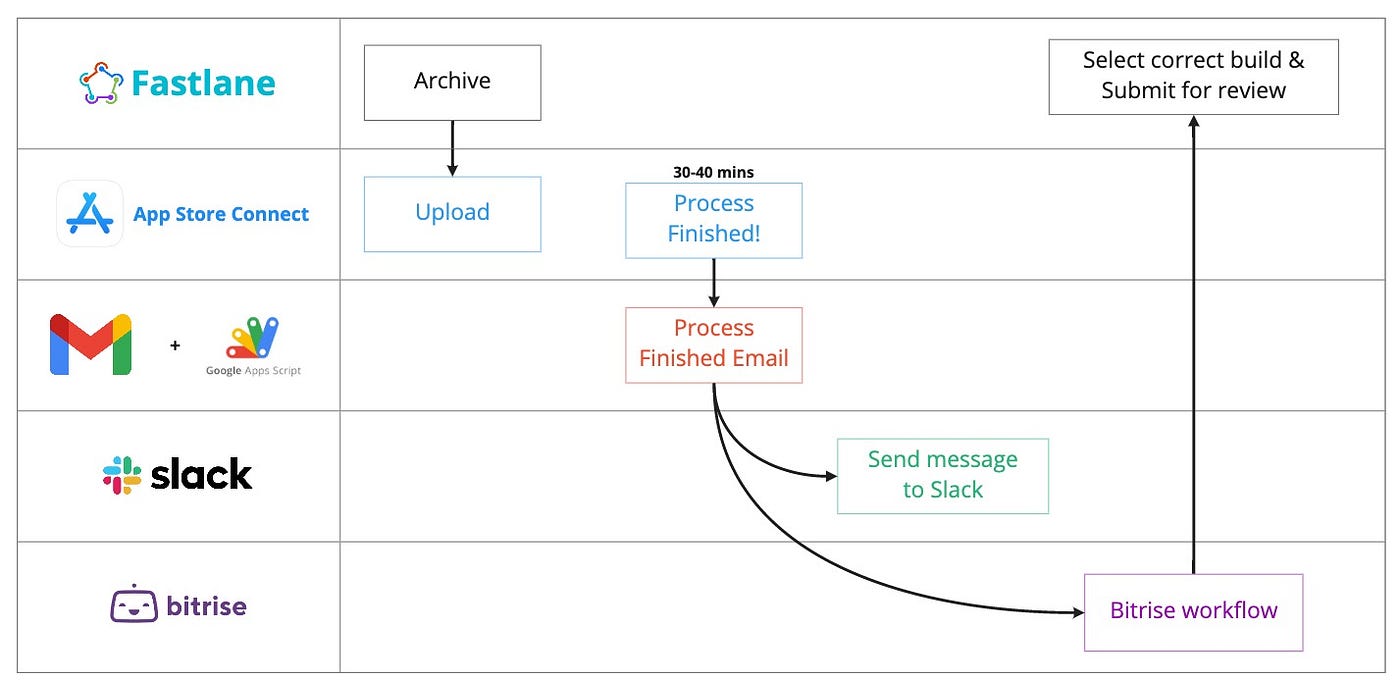 Fastlane
Archive
Select correct build &
Submit for review
App Store Connect
Upload
30-40 mins
Process
Finished!
+
Google Apps Script
Process
Finished Email
slack
Send message
to Slack
bitrise
Bitrise workflow